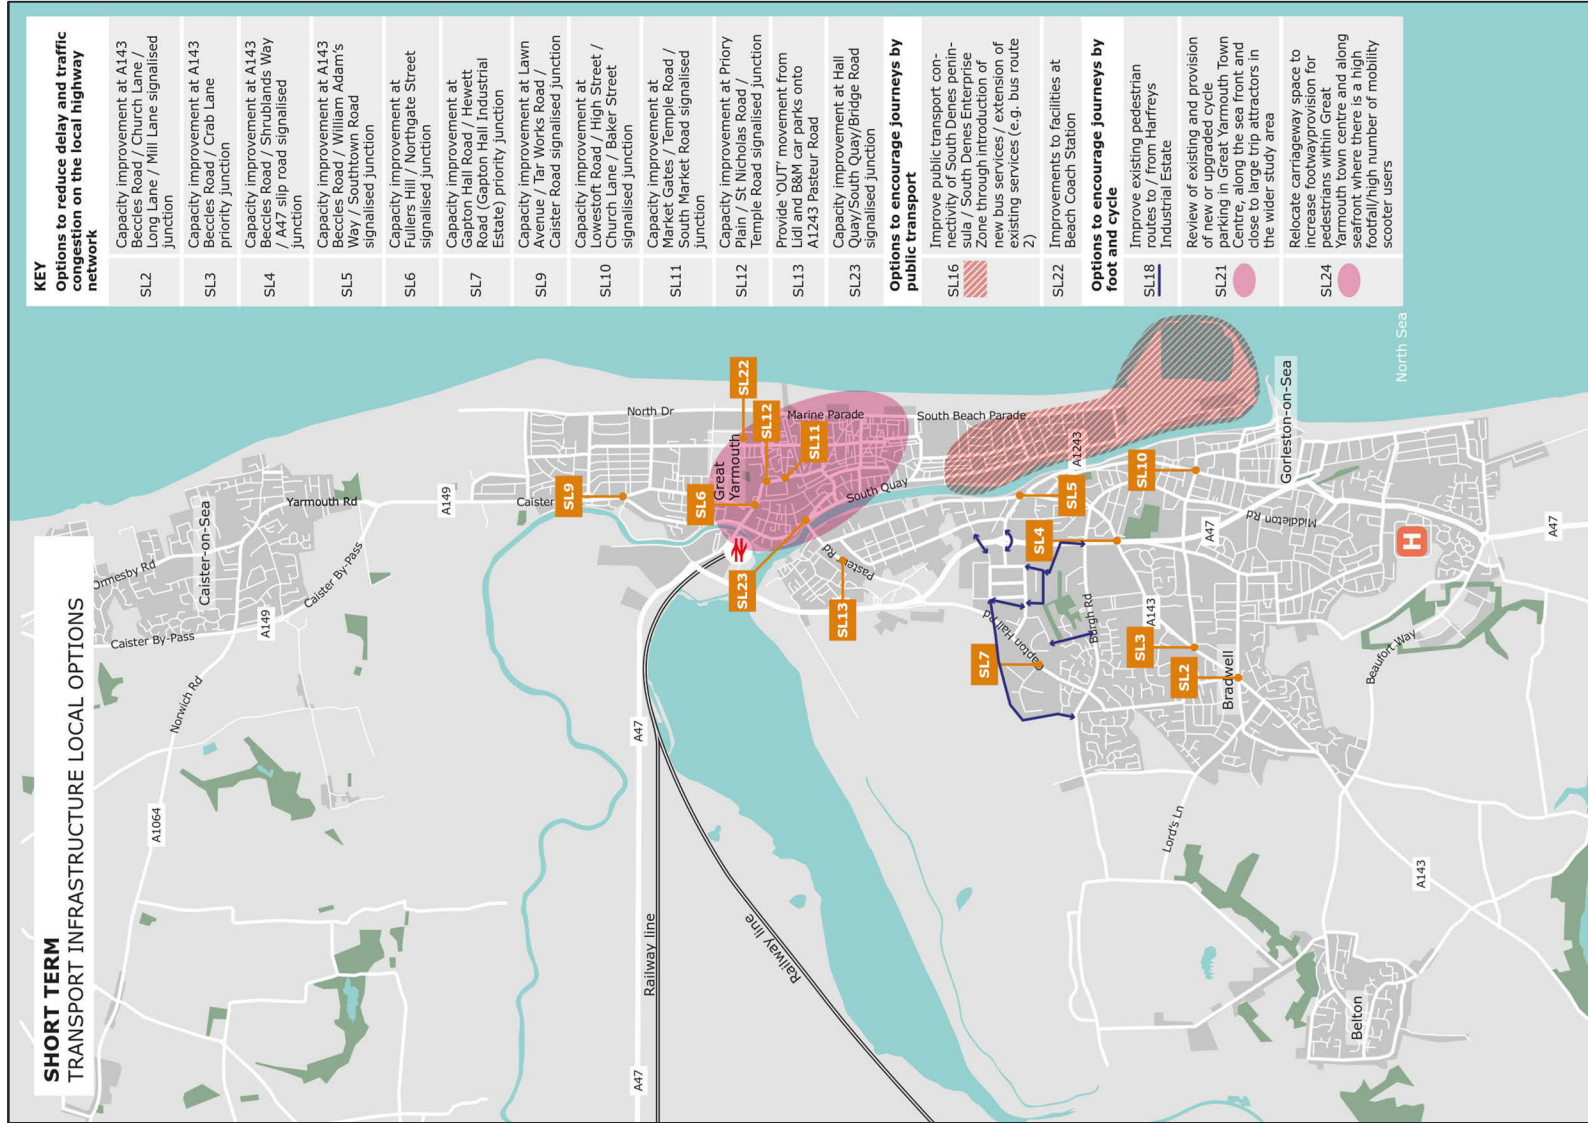 SHORT TERM
TRANSPORT INFRASTRUCTURE LOCAL OPTIONS
KEY
Options to reduce delay and traffic
congestion on the local highway
network
SL2
Capacity improvement at A143
Beccles Road / Church Lane /
Long Lane / Mill Lane signalised
junction
SL3
Capacity improvement at A143
Beccles Road / Crab Lane
priority junction
SL4
Capacity improvement at A143
Beccles Road / Shrublands Way
/ A47 slip road signalised
junction
SL5
Capacity improvement at A143
Beccles Road / William Adam's
Way / Southtown Road
signalised junction
SL6
Capacity improvement at
Fullers Hill / Northgate Street
signalised junction
SL7
Capacity improvement at
Gapton Hall Road / Hewett
Road (Gapton Hall Industrial
Estate) priority junction
SL9
Capacity improvement at Lawn
Avenue / Tar Works Road /
Caister Road signalised junction
SL10
Capacity improvement at
Lowestoft Road / High Street /
Church Lane / Baker Street
signalised junction
SL11
Capacity improvement at
Market Gates / Temple Road /
South Market Road signalised
junction
SL12
Capacity improvement at Priory
Plain / St Nicholas Road /
Temple Road signalised junction
SL13
Provide 'OUT' movement from
Lidl and B&M car parks onto
A1243 Pasteur Road
SL23
Capacity improvement at Hall
Quay/South Quay/Bridge Road
signalised junction
Options to encourage journeys by
public transport
SL16
Improve public transport con-
nectivity of South Denes penin-
sula / South Denes Enterprise
Zone through introduction of
new bus services / extension of
existing services (e.g. bus route
2)
SL22
Improvements to facilities at
Beach Coach Station
Options to encourage journeys by
foot and cycle
SL18
Improve existing pedestrian
routes to / from Harfreys
Industrial Estate
SL21
Review of existing and provision
of new or upgraded cycle
parking in Great Yarmouth Town
Centre, along the sea front and
close to large trip attractors in
the wider study area
SL24
Relocate carriageway space to
increase footwayprovision for
pedestrians within Great
Yarmouth town centre and along
seafront where there is a high
footfall/high number of mobility
scooter users
Ormesby Rd
Caister-on-Sea
Yarmouth Rd
Caister By-Pass
A149
Caister By-Pass
Norwich Rd
A1064
A149
Caister
SL9
North Dr
SL22
SL12
Marine Parade
SL11
SL6
Great
Yarmouth
South Quay
SL23
SL13
Pasteur Rd
South Beach Parade
A1243
SL10
SL5
SL4
Gorleston-on-Sea
North Sea
Middleton Rd
A47
A47
H
Gapton Hall Rd
SL7
Burgh Rd
A143
SL3
SL2
Bradwell
Beaufort Way
Lord's Ln
A143
Belton
A47
Railway line
Railway line
A47